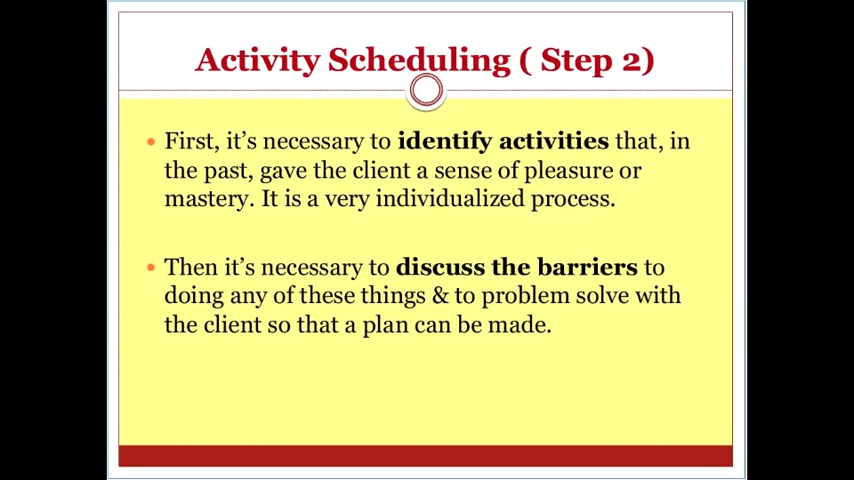 Activity Scheduling ( Step 2)
• First, it's necessary to identify activities that, in
the past, gave the client a sense of pleasure or
mastery. It is a very individualized process.
• Then it's necessary to discuss the barriers to
doing any of these things & to problem solve with
the client so that a plan can be made.